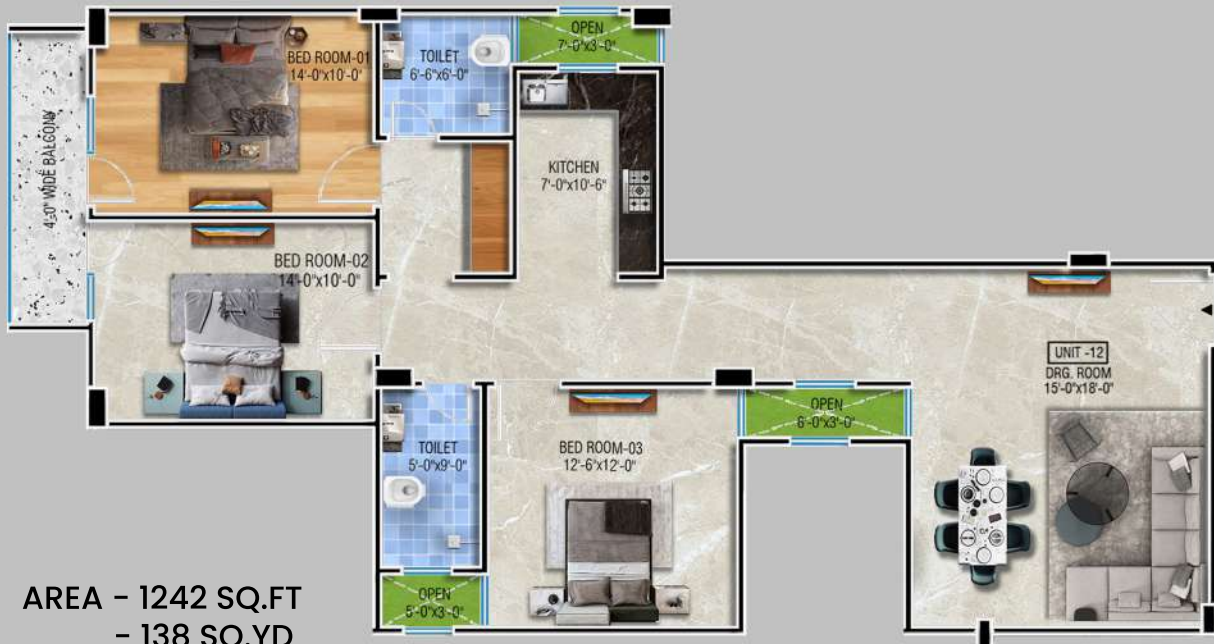 OPEN
7'-0"x3'-0"
BED ROOM-01
14'-0"x10'-0"
TOILET
6'-6"x6'-0"
4'-0" WIDE BALCONY
KITCHEN
7'-0"x10'-6"
BED ROOM-02
14'-0"x10'-0"
UNIT -12
DRG. ROOM
15'-0"x18'-0"
OPEN
6'-0"x3'-0"
TOILET
5'-0"x9'-0"
BED ROOM-03
12'-6"x12'-0"
OPEN
5'-0"x3'-0"
AREA - 1242 SQ.FT
- 138 SQ.YD